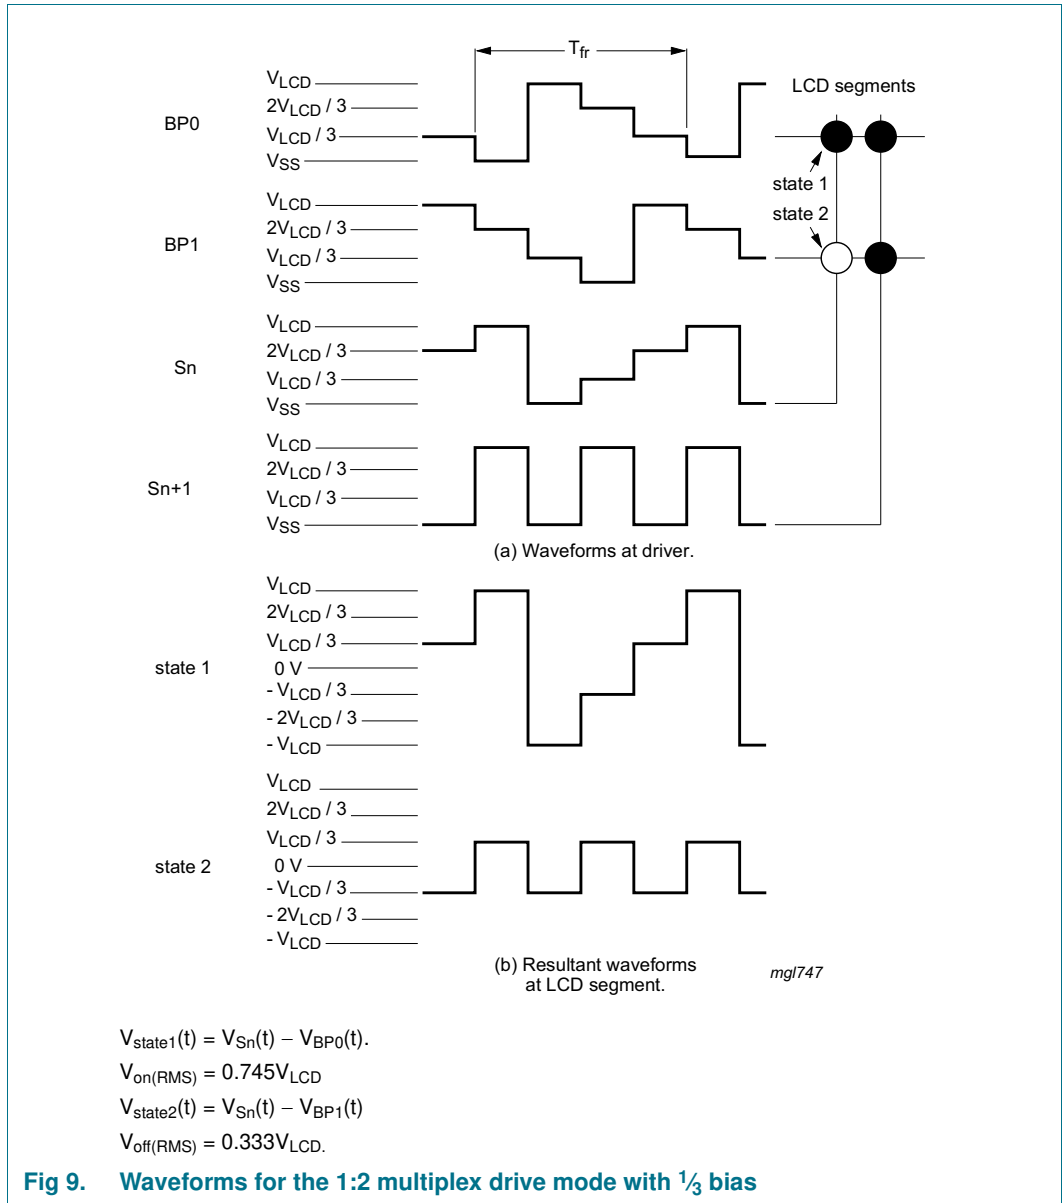 Tfr
BP0
VLCD
2VLCD / 3
VLCD / 3
VSS
LCD segments
state 1
state 2
BP1
VLCD
2VLCD / 3
VLCD / 3
VSS
Sn
VLCD
2VLCD / 3
VLCD / 3
VSS
Sn+1
VLCD
2VLCD / 3
VLCD / 3
VSS
(a) Waveforms at driver.
state 1
VLCD
2VLCD / 3
VLCD / 3
0 V
- VLCD / 3
- 2VLCD / 3
- VLCD
state 2
VLCD
2VLCD / 3
VLCD / 3
0 V
- VLCD / 3
- 2VLCD / 3
- VLCD
(b) Resultant waveforms
at LCD segment.
mgl747
Vstate1(t) = VSn(t) − VBP0(t).
Von(RMS) = 0.745VLCD
Vstate2(t) = VSn(t) − VBP1(t)
Voff(RMS) = 0.333VLCD.
Fig 9. Waveforms for the 1:2 multiplex drive mode with 1⁄3 bias